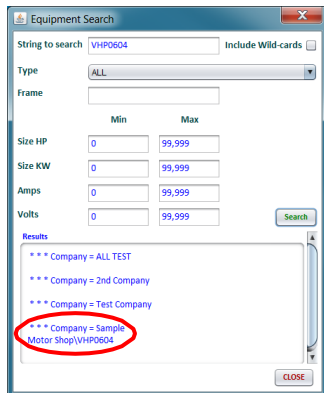 Equipment Search
String to search VHP0604 Include Wild-cards
Type ALL
Frame
Min Max
Size HP 0 99,999
Size KW 0 99,999
Amps 0 99,999
Volts 0 99,999 Search
Results
* * * Company = ALL TEST
* * * Company = 2nd Company
* * * Company = Test Company
* * * Company = Sample
Motor Shop\VHP0604
CLOSE